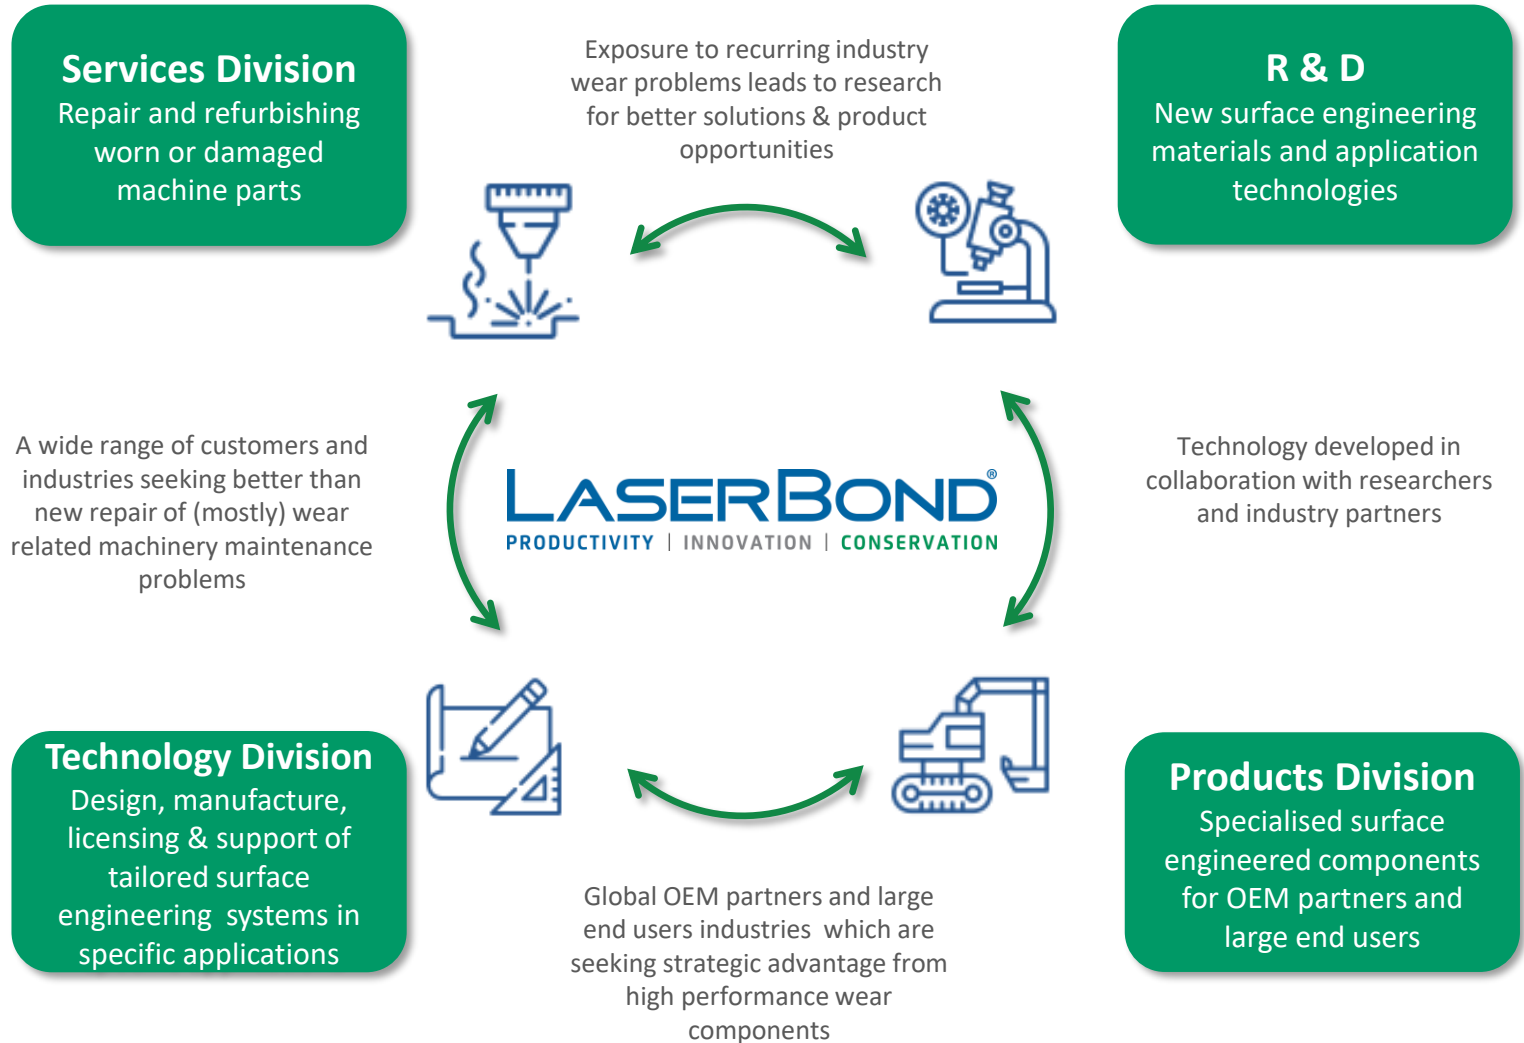 Services Division
Repair and refurbishing
worn or damaged
machine parts
Exposure to recurring industry
wear problems leads to research
for better solutions & product
opportunities
R & D
New surface engineering
materials and application
technologies
A wide range of customers and
industries seeking better than
new repair of (mostly) wear
related machinery maintenance
problems
LASERBOND®
PRODUCTIVITY | INNOVATION | CONSERVATION
Technology developed in
collaboration with researchers
and industry partners
Technology Division
Design, manufacture,
licensing & support of
tailored surface
engineering systems in
specific applications
Global OEM partners and large
end users industries which are
seeking strategic advantage from
high performance wear
components
Products Division
Specialised surface
engineered components
for OEM partners and
large end users